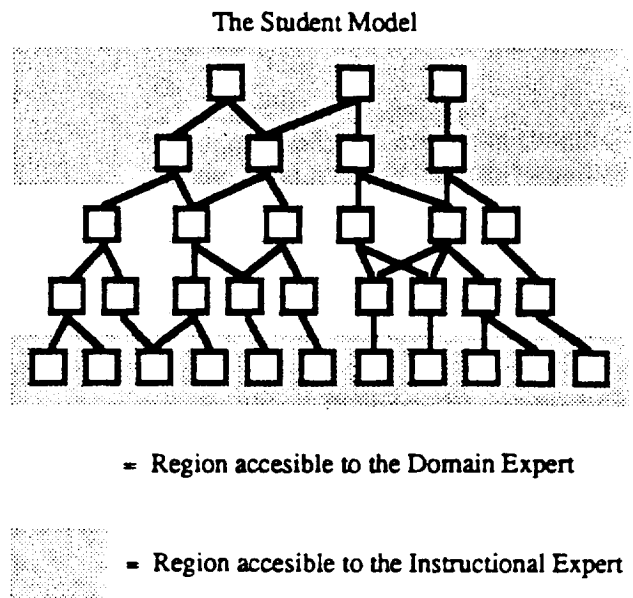 The Student Model
= Region accesible to the Domain Expert
= Region accesible to the Instructional Expert